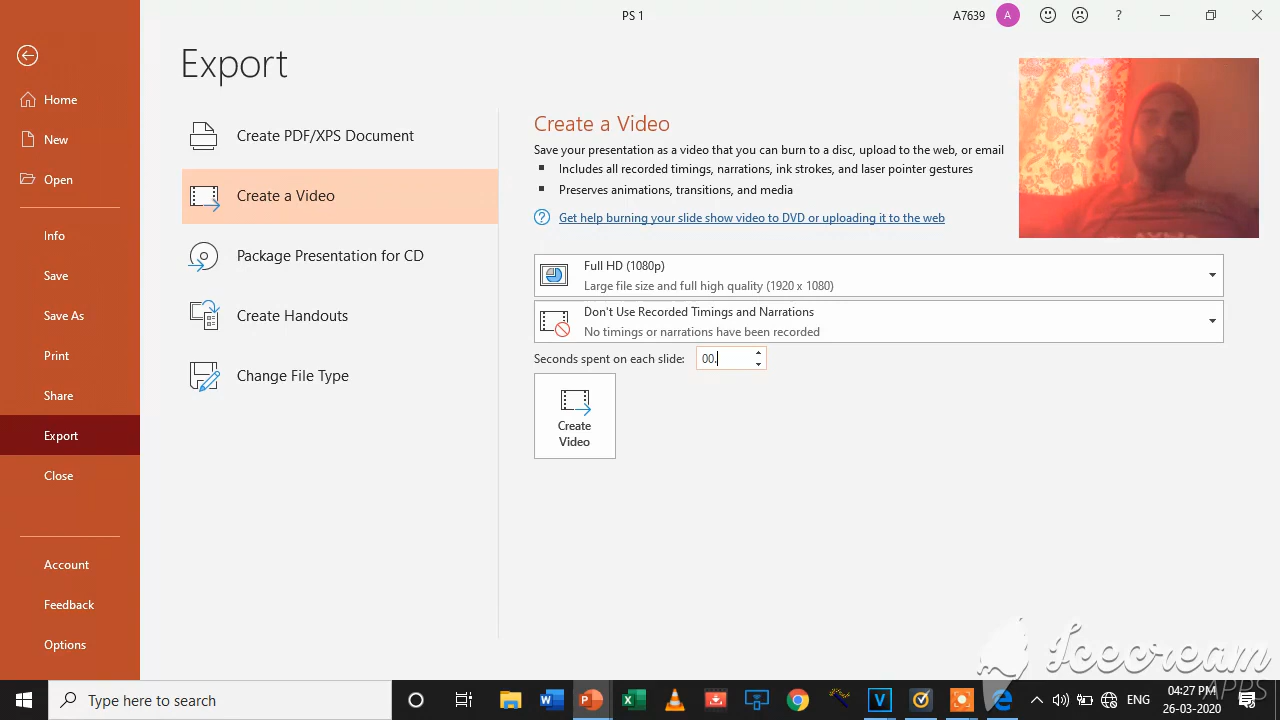 PS 1
A7639
A
?
Home
New
Open
Info
Save
Save As
Print
Share
Export
Close
Account
Feedback
Options
Export
Create PDF/XPS Document
Create a Video
Package Presentation for CD
Create Handouts
Change File Type
Create a Video
Save your presentation as a video that you can burn to a disc, upload to the web, or email
Includes all recorded timings, narrations, ink strokes, and laser pointer gestures
Preserves animations, transitions, and media
? Get help burning your slide show video to DVD or uploading it to the web
Full HD (1080p)
Large file size and full high quality (1920 x 1080)
Don't Use Recorded Timings and Narrations
No timings or narrations have been recorded
Seconds spent on each slide: 00.
Create
Video
Icecream
APPS
Type here to search
ENG
04:27 PM
26-03-2020